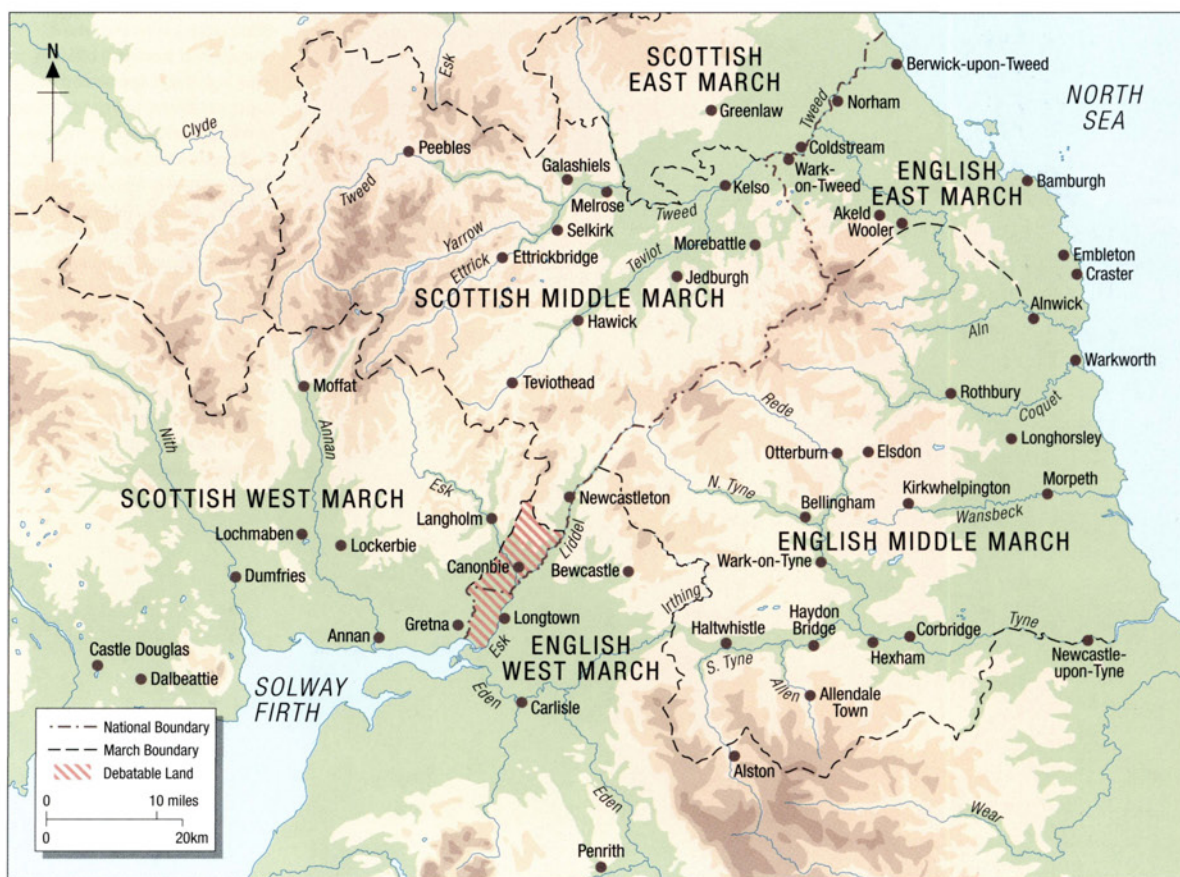 N
SCOTTISH
EAST MARCH
Esk
Berwick-upon-Tweed
Greenlaw
Norham
Tweed
NORTH
SEA
Clyde
Peebles
Coldstream
Galashiels
Wark-
on-Tweed
ENGLISH
EAST MARCH
Bamburgh
Tweed
Melrose
Kelso
Tweed
Akeld
Wooler
Yarrow
Selkirk
Teviot
Morebattle
Ettrick
Ettrickbridge
Embleton
Craster
Jedburgh
SCOTTISH MIDDLE MARCH
Hawick
Alnwick
Aln
Warkworth
Moffat
Teviothead
Rede
Rothbury
Coquet
Annan
Nith
Longhorsley
Otterburn
Elsdon
SCOTTISH WEST MARCH
Esk
Newcastleton
N. Tyne
Kirkwhelpington
Morpeth
Langholm
Bellingham
Wansbeck
Lochmaben
Lockerbie
Liddel
ENGLISH MIDDLE MARCH
Canonbie
Bewcastle
Wark-on-Tyne
Dumfries
Irthing
Gretna
Longtown
Haydon
Bridge
Haltwhistle
Corbridge
Tyne
Annan
Esk
ENGLISH
WEST MARCH
S. Tyne
Hexham
Newcastle-
upon-Tyne
Castle Douglas
Dalbeattie
SOLWAY
FIRTH
Eden
Carlisle
Allen
Allendale
Town
National Boundary
March Boundary
Debatable Land
0 10 miles
0 20km
Alston
Eden
Wear
Penrith